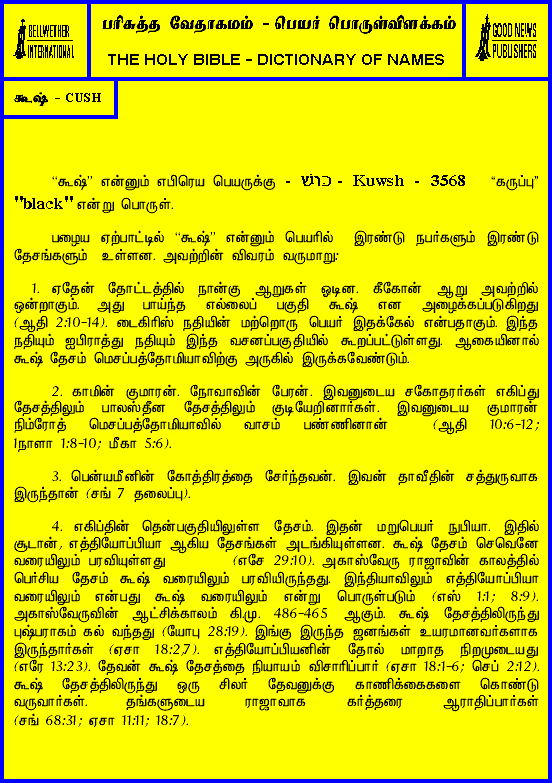 BELLWETHER
INTERNATIONAL
பரிசுத்த வேதாகமம் - பெயர் பொருள்விளக்கம்
THE HOLY BIBLE - DICTIONARY OF NAMES
GOOD NEWS
PUBLISHERS
கூஷ் - CUSH
“கூஷ்” என்னும் எபிரெய பெயருக்கு - כּוּשׁ - Kuwsh - 3568 “கருப்பு”
"black" என்று பொருள்.
பழைய ஏற்பாட்டில் “கூஷ்” என்னும் பெயரில் இரண்டு நபர்களும் இரண்டு
தேசங்களும் உள்ளன. அவற்றின் விவரம் வருமாறு:
1. ஏதேன் தோட்டத்தில் நான்கு ஆறுகள் ஓடின. கீகோன் ஆறு அவற்றில்
ஒன்றாகும். அது பாய்ந்த எல்லைப் பகுதி கூஷ் என அழைக்கப்படுகிறது
(ஆதி 2:10-14). டைகிரிஸ் நதியின் மற்றொரு பெயர் இதக்கேல் என்பதாகும். இந்த
நதியும் ஐபிராத்து நதியும் இந்த வசனப்பகுதியில் கூறப்பட்டுள்ளது. ஆகையினால்
கூஷ் தேசம் மெசப்பத்தோமியாவிற்கு அருகில் இருக்கவேண்டும்.
2. காமின் குமாரன். நோவாவின் பேரன். இவனுடைய சகோதரர்கள் எகிப்து
தேசத்திலும் பாலஸ்தீன தேசத்திலும் குடியேறினார்கள். இவனுடைய குமாரன்
நிம்ரோத் மெசப்பத்தோமியாவில் வாசம் பண்ணினான் (ஆதி 10:6-12;
1நாளா 1:8-10; மீகா 5:6).
3. பென்யமீனின் கோத்திரத்தை சேர்ந்தவன். இவன் தாவீதின் சத்துருவாக
இருந்தான் (சங் 7 தலைப்பு).
4. எகிப்தின் தென்பகுதியிலுள்ள தேசம். இதன் மறுபெயர் நுபியா. இதில்
சூடான், எத்தியோப்பியா ஆகிய தேசங்கள் அடங்கியுள்ளன. கூஷ் தேசம் செவெனே
வரையிலும் பரவியுள்ளது (எசே 29:10). அகாஸ்வேரு ராஜாவின் காலத்தில்
பெர்சிய தேசம் கூஷ் வரையிலும் பரவியிருந்தது. இந்தியாவிலும் எத்தியோப்பியா
வரையிலும் என்பது கூஷ் வரையிலும் என்று பொருள்படும் (எஸ் 1:1; 8:9).
அகாஸ்வேருவின் ஆட்சிக்காலம் கி.மு. 486-465 ஆகும். கூஷ் தேசத்திலிருந்து
புஷ்பராகம் கல் வந்தது (யோபு 28:19). இங்கு இருந்த ஜனங்கள் உயரமானவர்களாக
இருந்தார்கள் (ஏசா 18:2,7). எத்தியோப்பியனின் தோல் மாறாத நிறமுடையது
(எரே 13:23). தேவன் கூஷ் தேசத்தை நியாயம் விசாரிப்பார் (ஏசா 18:1-6; செப் 2:12).
கூஷ் தேசத்திலிருந்து ஒரு சிலர் தேவனுக்கு காணிக்கைகளை கொண்டு
வருவார்கள். தங்களுடைய ராஜாவாக கர்த்தரை ஆராதிப்பார்கள்
(சங் 68:31; ஏசா 11:11; 18:7).